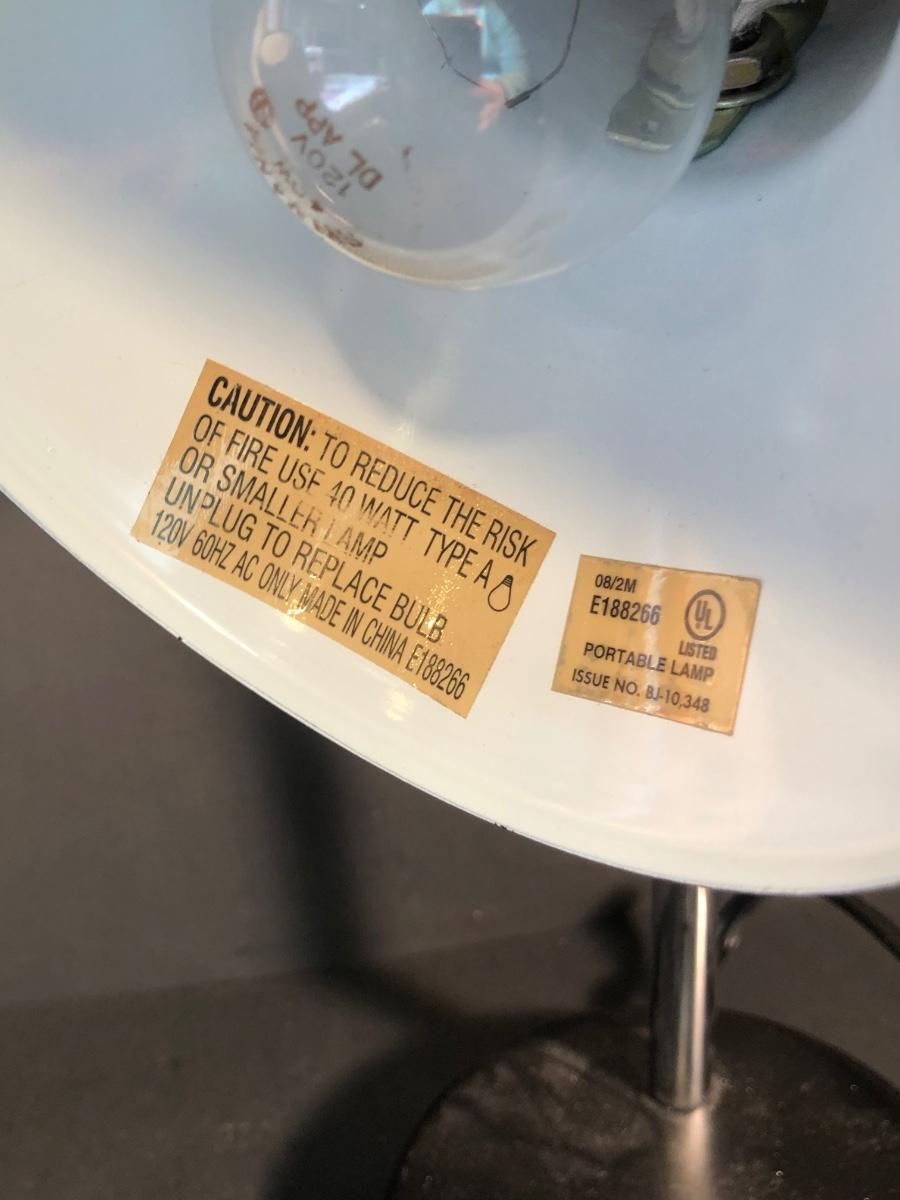 120V
DL APP
CAUTION: TO REDUCE THE RISK
OF FIRE USE 40 WATT TYPE A
OR SMALLER LAMP
UNPLUG TO REPLACE BULB
120V 60HZ AC ONLY MADE IN CHINA E188266
08/2M
E188266
UL
LISTED
PORTABLE LAMP
ISSUE NO. BJ-10,348